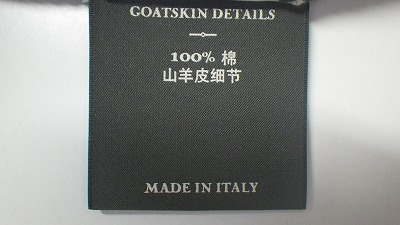 GOATSKIN DETAILS
100% 棉
山羊皮细节
MADE IN ITALY